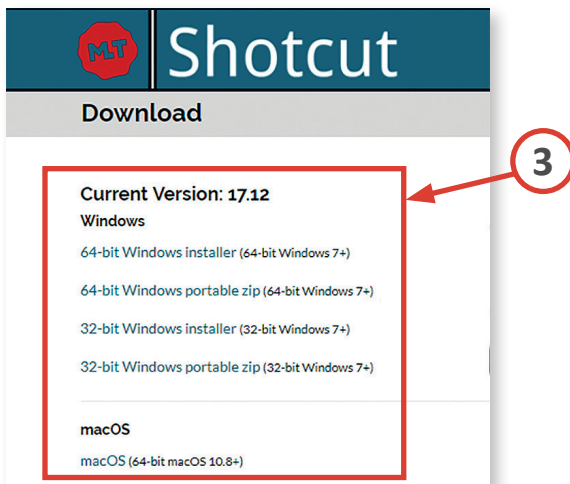 MLT
Shotcut
Download
3
Current Version: 17.12
Windows
64-bit Windows installer (64-bit Windows 7+)
64-bit Windows portable zip (64-bit Windows 7+)
32-bit Windows installer (32-bit Windows 7+)
32-bit Windows portable zip (32-bit Windows 7+)
macOS
macOS (64-bit macOS 10.8+)